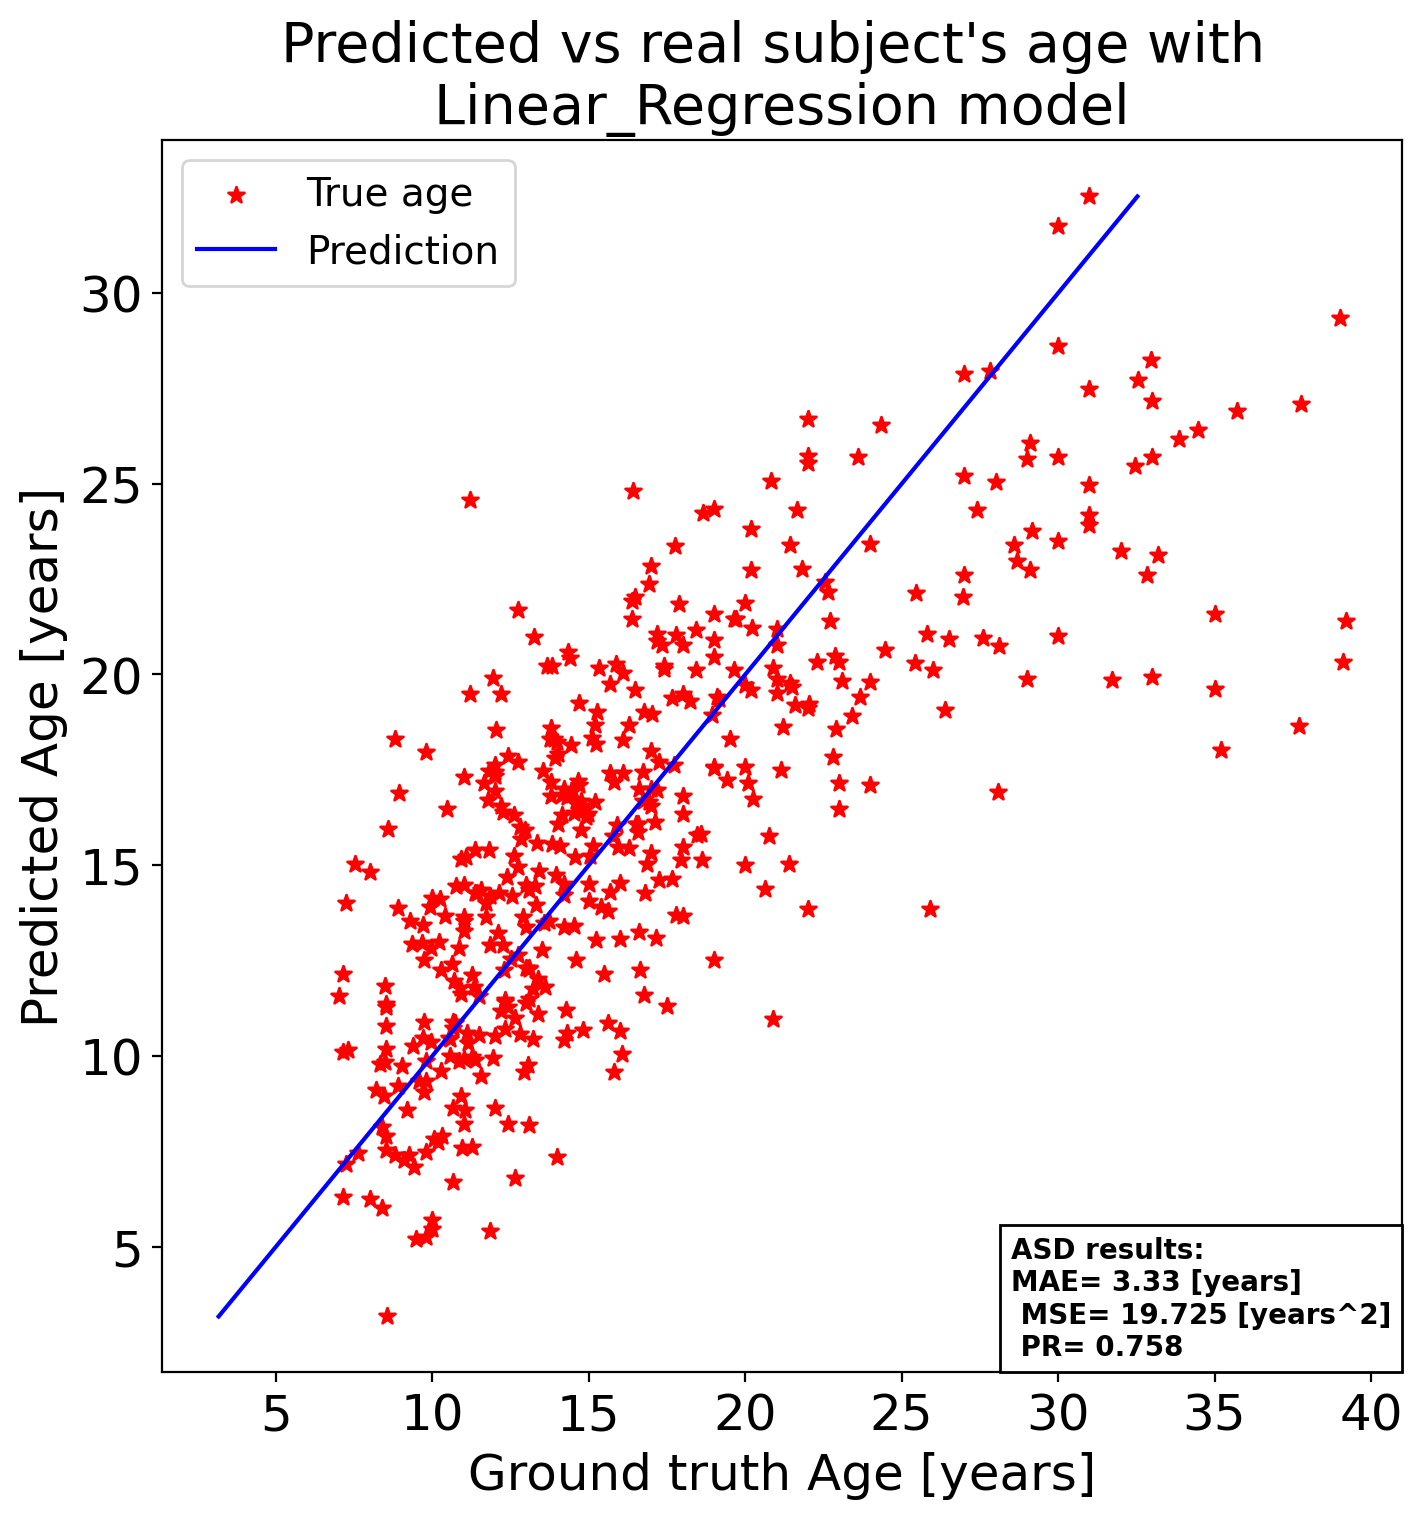 Predicted vs real subject's age with
Linear_Regression model
True age
Prediction
Predicted Age [years]
30
25
20
15
10
5
ASD results:
MAE= 3.33 [years]
MSE= 19.725 [years^2]
PR= 0.758
5 10 15 20 25 30 35 40
Ground truth Age [years]